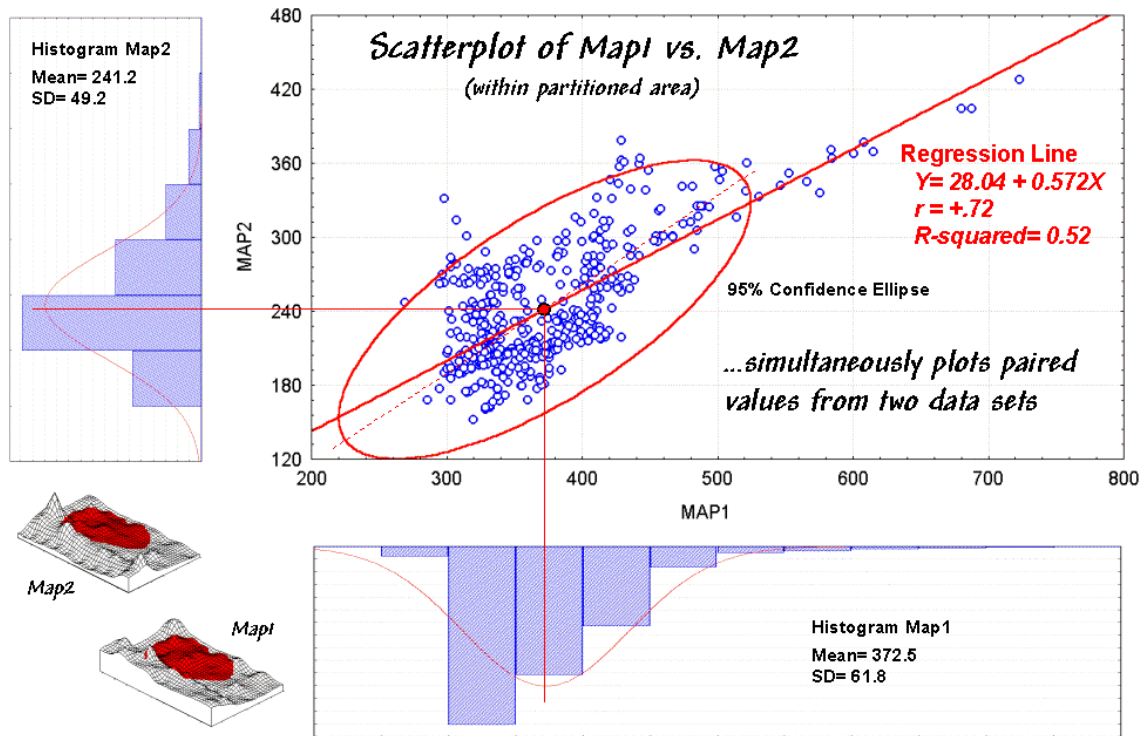 Scatterplot of Map1 vs. Map2
(within partitioned area)
Histogram Map2
Mean= 241.2
SD= 49.2
480
420
360
300
240
180
120
MAP2
Regression Line
Y= 28.04 + 0.572X
r = +.72
R-squared= 0.52
95% Confidence Ellipse
...simultaneously plots paired
values from two data sets
200 300 400 500 600 700 800
MAP1
Map2
Map1
Histogram Map1
Mean= 372.5
SD= 61.8